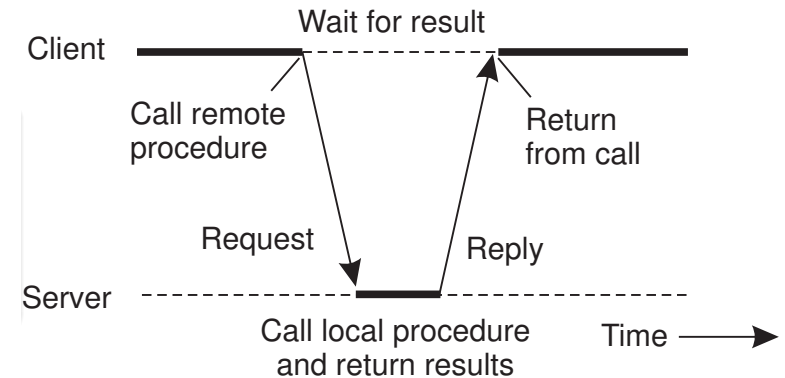 Wait for result
Client
Call remote
procedure
Return
from call
Request
Reply
Server
Call local procedure
and return results
Time